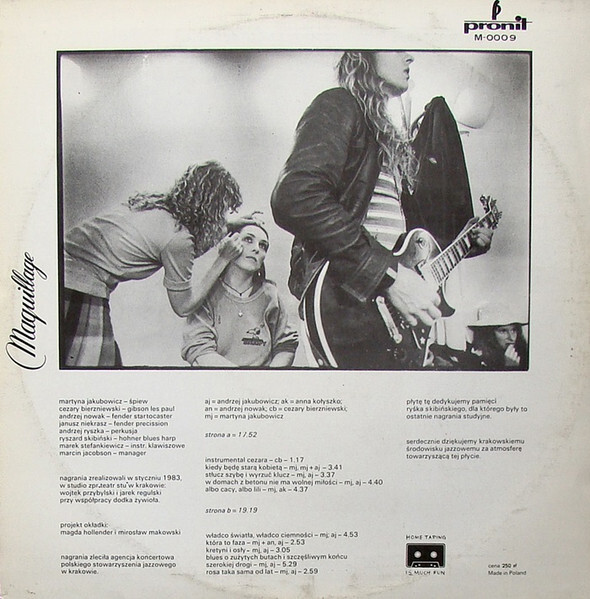 pronit
M-0009
Maquillage
martyna jakubowicz – śpiew
cezary bierzniewski – gibson les paul
andrzej nowak – fender startocaster
janusz niekrasz – fender precission
andrzej ryszka – perkusja
ryszard skibiński – hohner blues harp
marek stefankiewicz – instr. klawiszowe
marcin jacobson – manager
nagrania zrealizowali w styczniu 1983,
w studio zpr.teatr stu'w krakowie:
wojtek przybylski i jarek regulski
przy współpracy dodka żywioła.
projekt okładki:
magda hollender i mirosław makowski
nagrania zleciła agencja koncertowa
polskiego stowarzyszenia jazzowego
w krakowie.
aj = andrzej jakubowicz; ak = anna kołyszko;
an = andrzej nowak; cb = cezary bierzniewski;
mj = martyna jakubowicz
strona a = 17.52
instrumental cezara – cb – 1.17
kiedy będę starą kobietą – mj, mj + aj – 3.41
stłucz szybę i wyrzuć klucz – mj, aj – 3.37
w domach z betonu nie ma wolnej miłości – mj, aj – 4.40
albo cacy, albo lili – mj, ak – 4.37
strona b = 19.19
władco światła, władco ciemności – mj, aj – 4.53
która to faza – mj + an, aj – 2.53
kretyni i osły – mj, aj – 3.05
blues o zużytych butach i szczęśliwym końcu
szerokiej drogi – mj, aj – 5.29
rosa taka sama od lat – mj, aj – 2.59
płytę tę dedykujemy pamięci
ryśka skibińskiego, dla którego były to
ostatnie nagrania studyjne.
serdecznie dziękujemy krakowskiemu
środowisku jazzowemu za atmosferę
towarzyszącą tej płycie.
HOME TAPING
IS MUCH FUN
cena 250 zł
Made in Poland